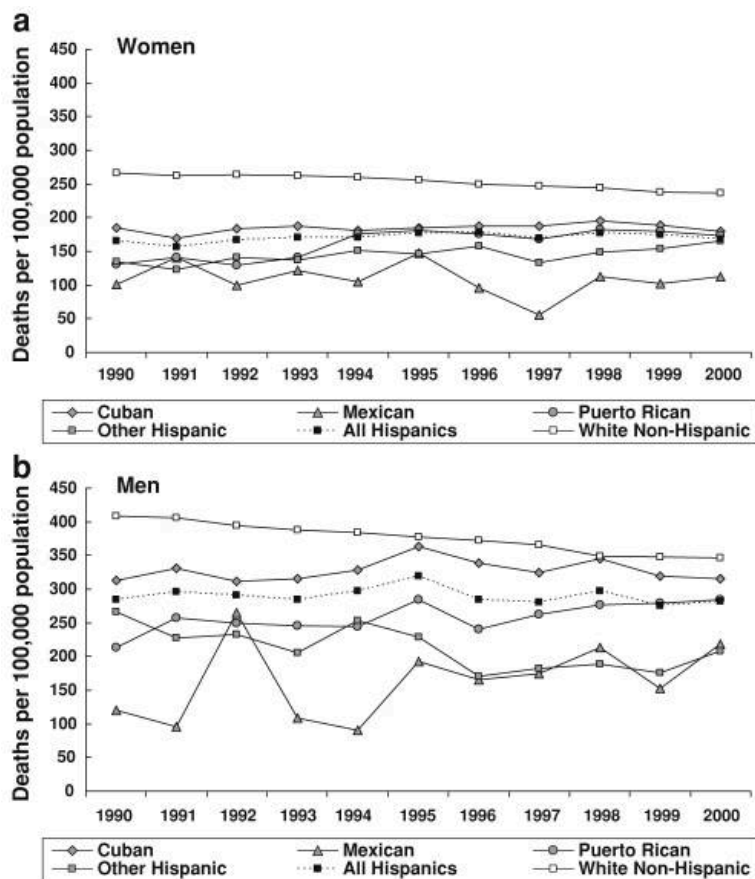 a
Women
Deaths per 100,000 population
450
400
350
300
250
200
150
100
50
0
1990 1991 1992 1993 1994 1995 1996 1997 1998 1999 2000
Cuban Mexican Puerto Rican
Other Hispanic All Hispanics White Non-Hispanic
b
Men
Deaths per 100,000 population
450
400
350
300
250
200
150
100
50
0
1990 1991 1992 1993 1994 1995 1996 1997 1998 1999 2000
Cuban Mexican Puerto Rican
Other Hispanic All Hispanics White Non-Hispanic